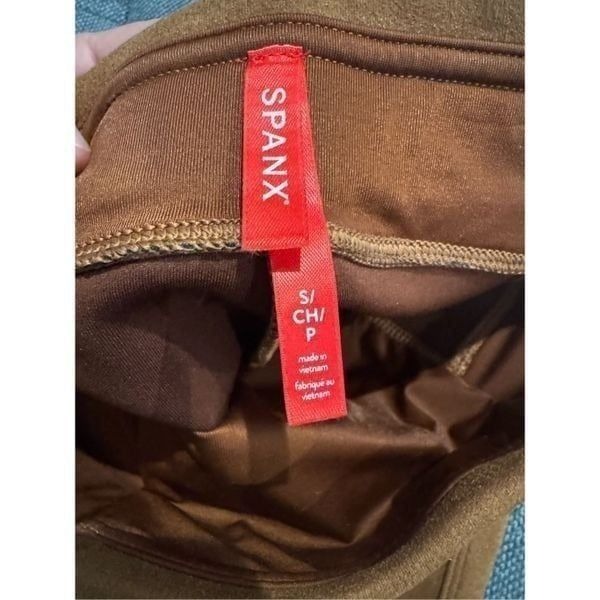 SPANX®
S/
CH/
P
made in
vietnam
fabriqué au
vietnam